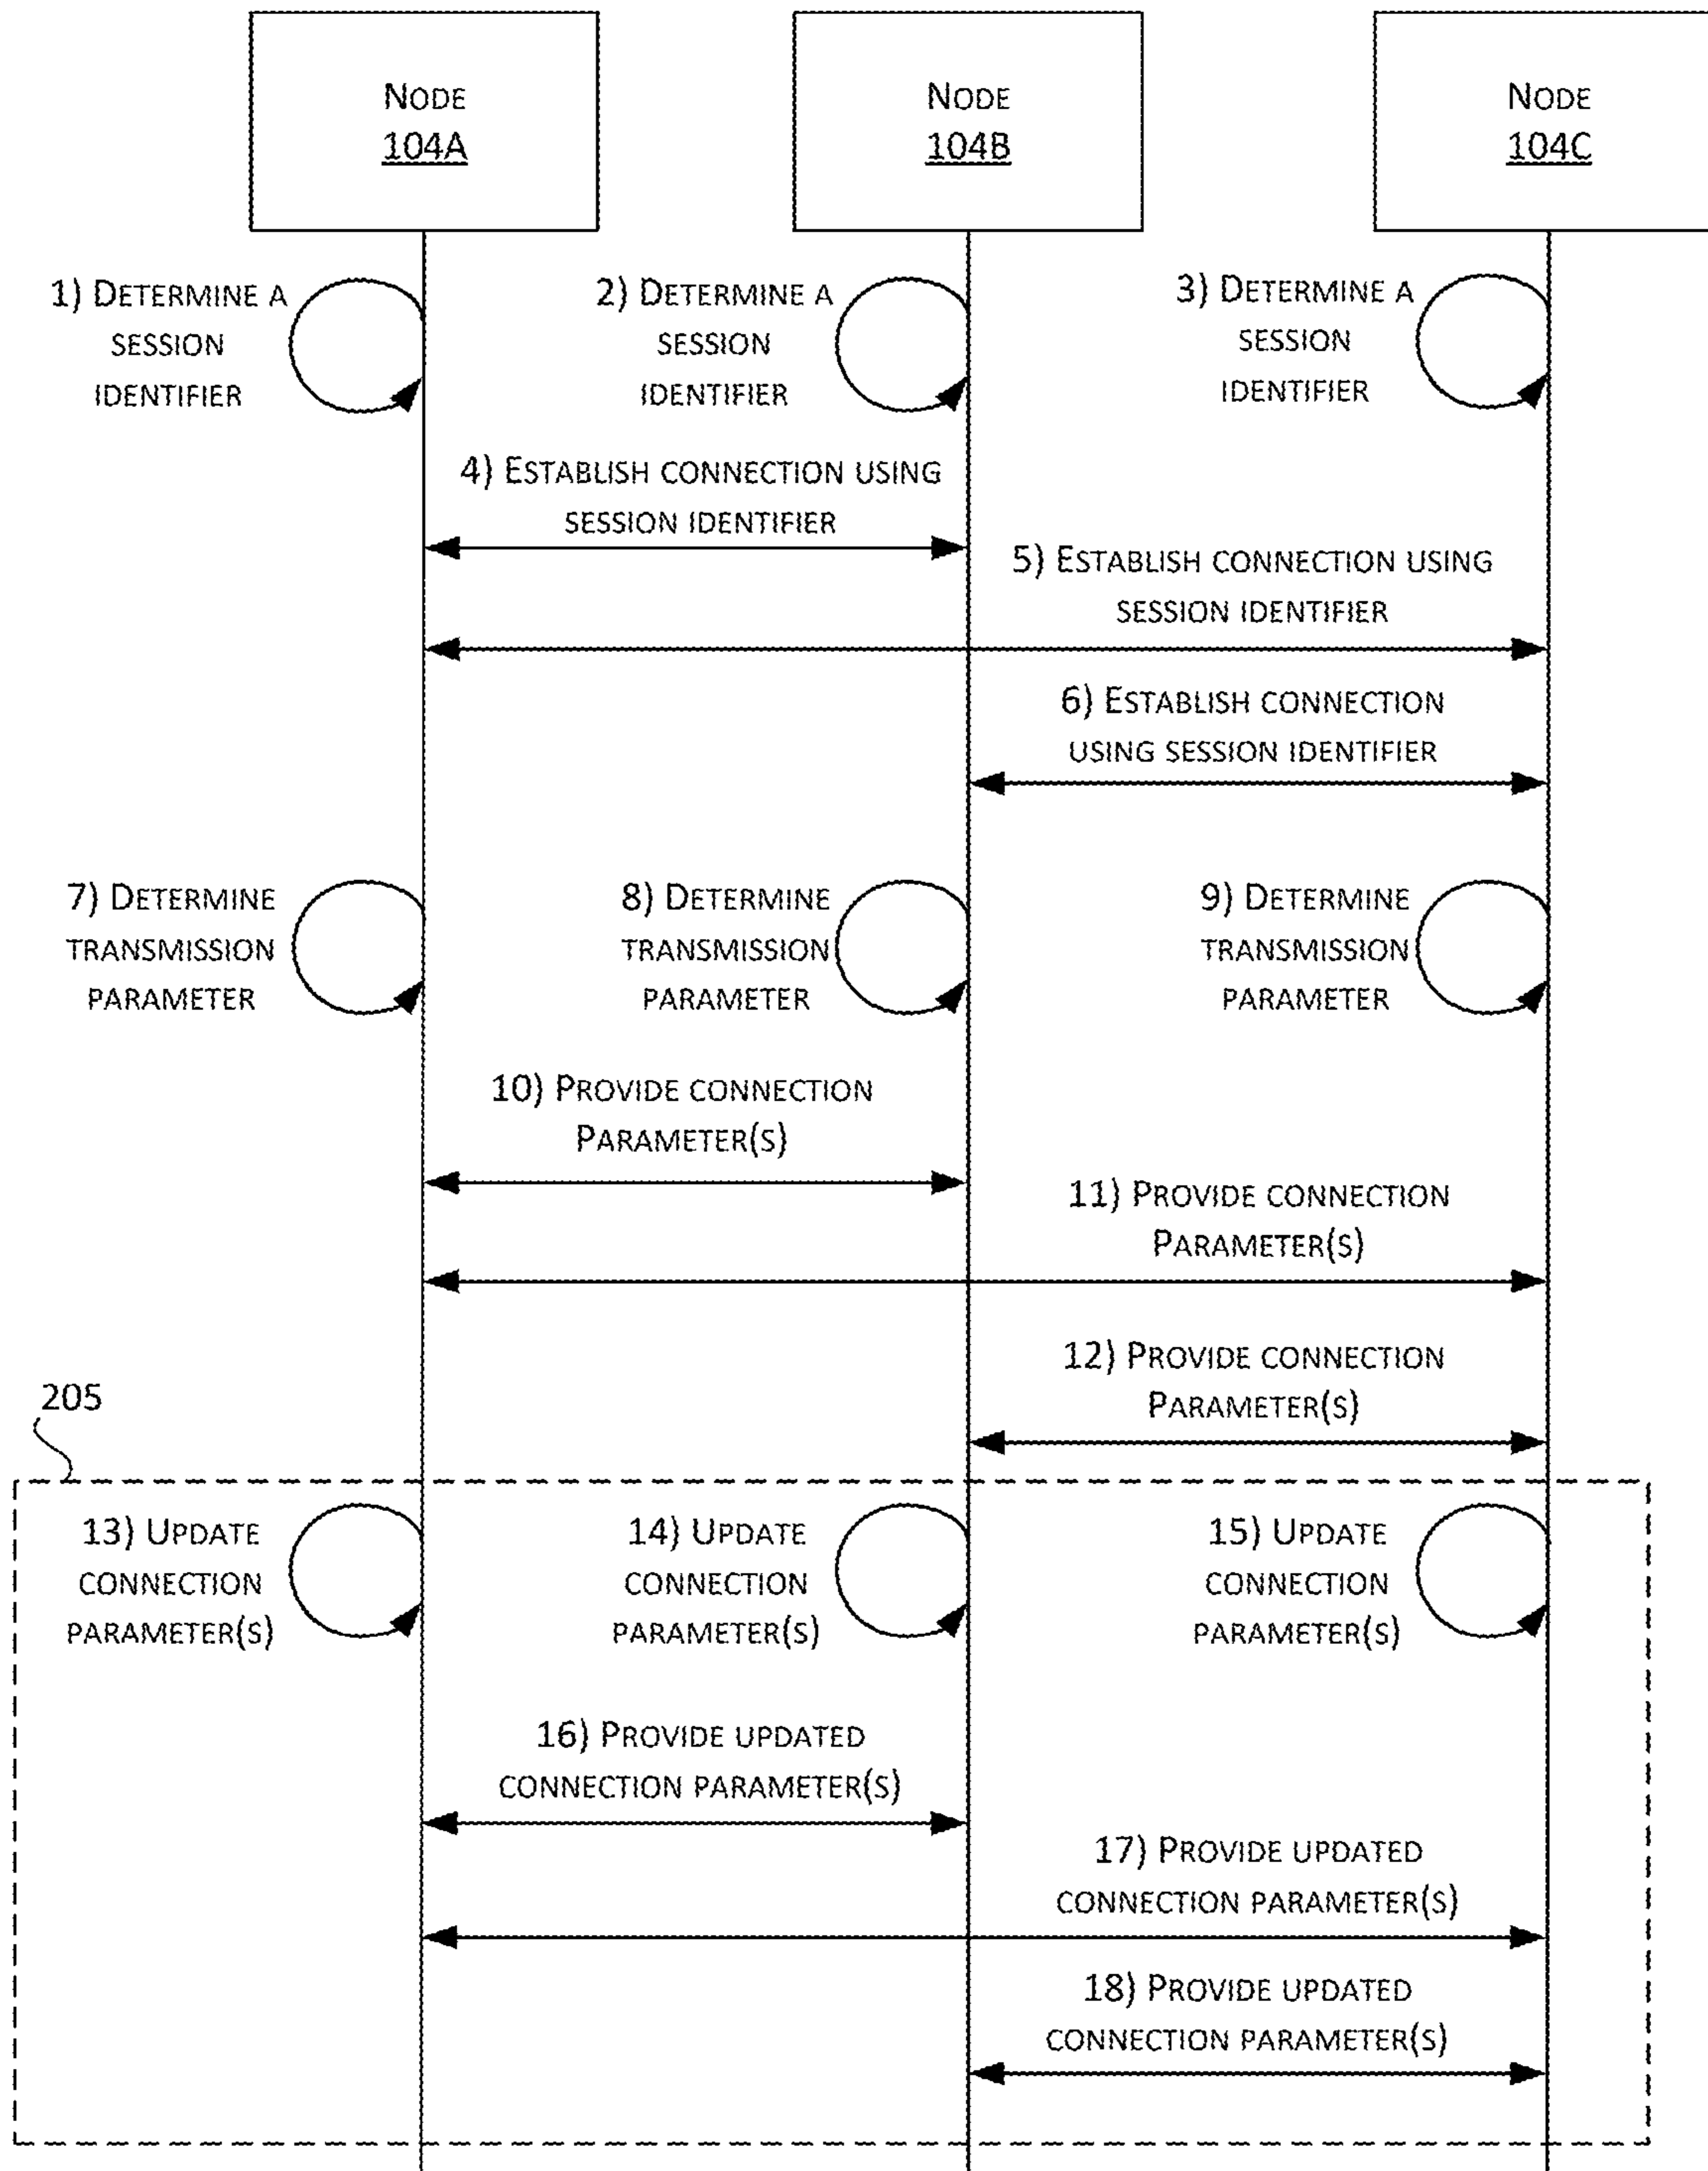 NODE
104A
NODE
104B
NODE
104C
1) DETERMINE A
SESSION
IDENTIFIER
2) DETERMINE A
SESSION
IDENTIFIER
3) DETERMINE A
SESSION
IDENTIFIER
4) ESTABLISH CONNECTION USING
SESSION IDENTIFIER
5) ESTABLISH CONNECTION USING
SESSION IDENTIFIER
6) ESTABLISH CONNECTION
USING SESSION IDENTIFIER
7) DETERMINE
TRANSMISSION
PARAMETER
8) DETERMINE
TRANSMISSION
PARAMETER
9) DETERMINE
TRANSMISSION
PARAMETER
10) PROVIDE CONNECTION
PARAMETER(S)
11) PROVIDE CONNECTION
PARAMETER(S)
12) PROVIDE CONNECTION
PARAMETER(S)
205
13) UPDATE
CONNECTION
PARAMETER(S)
14) UPDATE
CONNECTION
PARAMETER(S)
15) UPDATE
CONNECTION
PARAMETER(S)
16) PROVIDE UPDATED
CONNECTION PARAMETER(S)
17) PROVIDE UPDATED
CONNECTION PARAMETER(S)
18) PROVIDE UPDATED
CONNECTION PARAMETER(S)